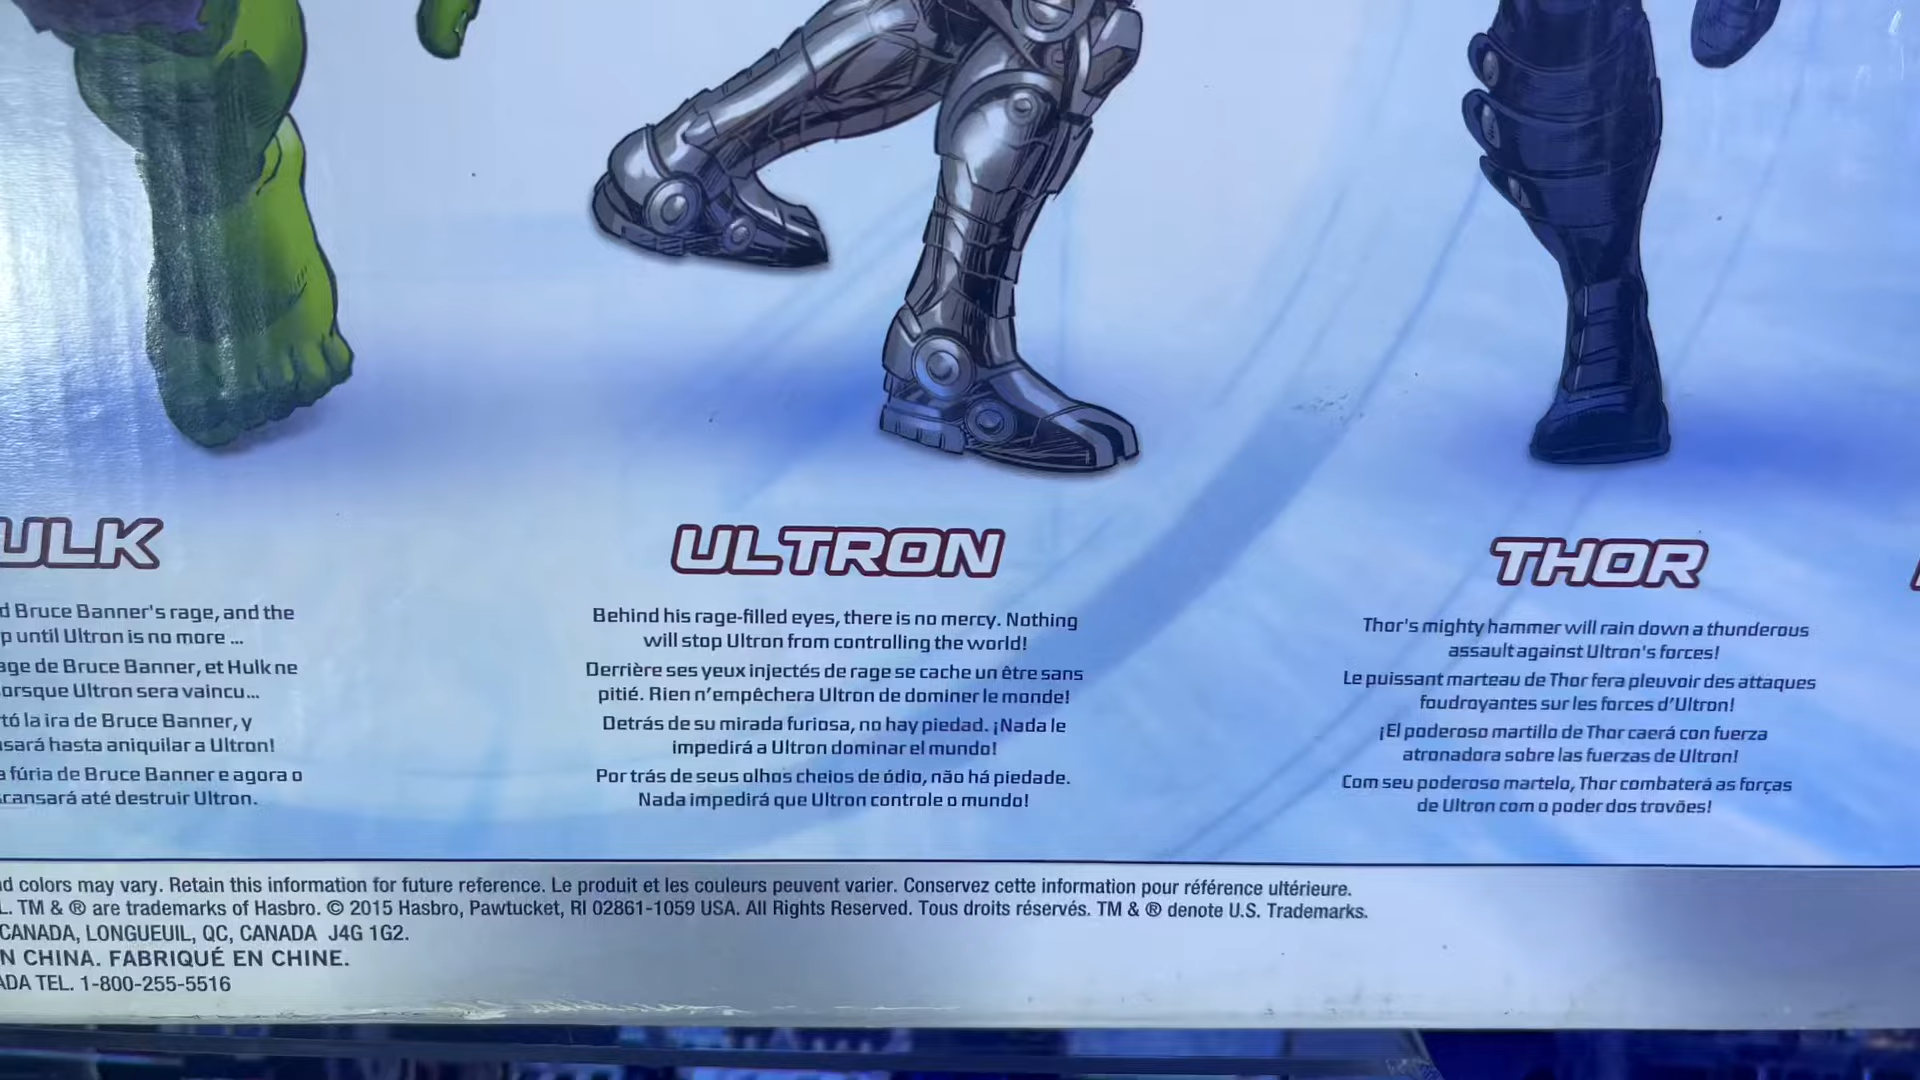 ULK
d Bruce Banner's rage, and the
p until Ultron is no more ...
age de Bruce Banner, et Hulk ne
orsque Ultron sera vaincu...
tó la ira de Bruce Banner, y
sará hasta aniquilar a Ultron!
a fúria de Bruce Banner e agora o
cansará até destruir Ultron.
ULTRON
Behind his rage-filled eyes, there is no mercy. Nothing
will stop Ultron from controlling the world!
Derrière ses yeux injectés de rage se cache un être sans
pitié. Rien n'empêchera Ultron de dominer le monde!
Detrás de su mirada furiosa, no hay piedad. ¡Nada le
impedirá a Ultron dominar el mundo!
Por trás de seus olhos cheios de ódio, não há piedade.
Nada impedirá que Ultron controle o mundo!
THOR
Thor's mighty hammer will rain down a thunderous
assault against Ultron's forces!
Le puissant marteau de Thor fera pleuvoir des attaques
foudroyantes sur les forces d'Ultron!
¡El poderoso martillo de Thor caerá con fuerza
atronadora sobre las fuerzas de Ultron!
Com seu poderoso martelo, Thor combaterá as forças
de Ultron com o poder dos trovões!
d colors may vary. Retain this information for future reference. Le produit et les couleurs peuvent varier. Conservez cette information pour référence ultérieure.
L. TM & ® are trademarks of Hasbro. © 2015 Hasbro, Pawtucket, RI 02861-1059 USA. All Rights Reserved. Tous droits réservés. TM & ® denote U.S. Trademarks.
CANADA, LONGUEUIL, QC, CANADA J4G 1G2.
N CHINA. FABRIQUÉ EN CHINE.
ADA TEL. 1-800-255-5516